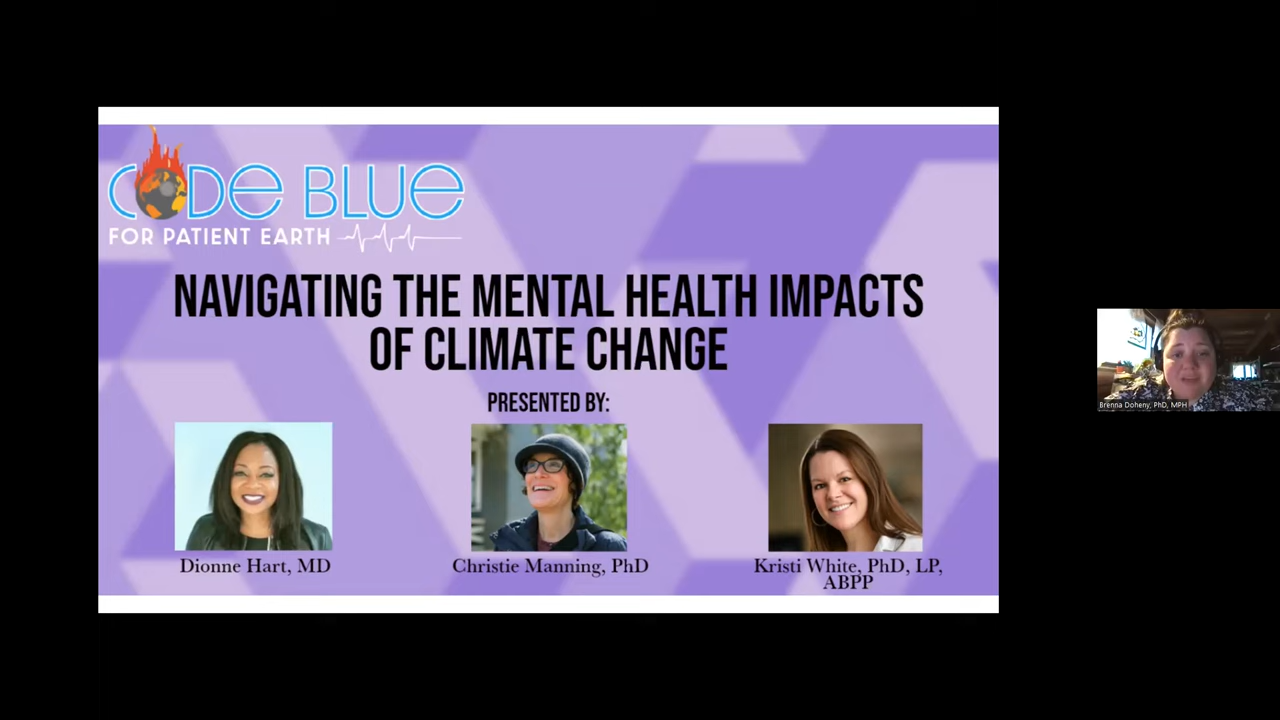 CODE BLUE
FOR PATIENT EARTH
NAVIGATING THE MENTAL HEALTH IMPACTS
OF CLIMATE CHANGE
PRESENTED BY:
Dionne Hart, MD
Christie Manning, PhD
Kristi White, PhD, LP,
ABPP
Brenna Doheny, PhD, MPH